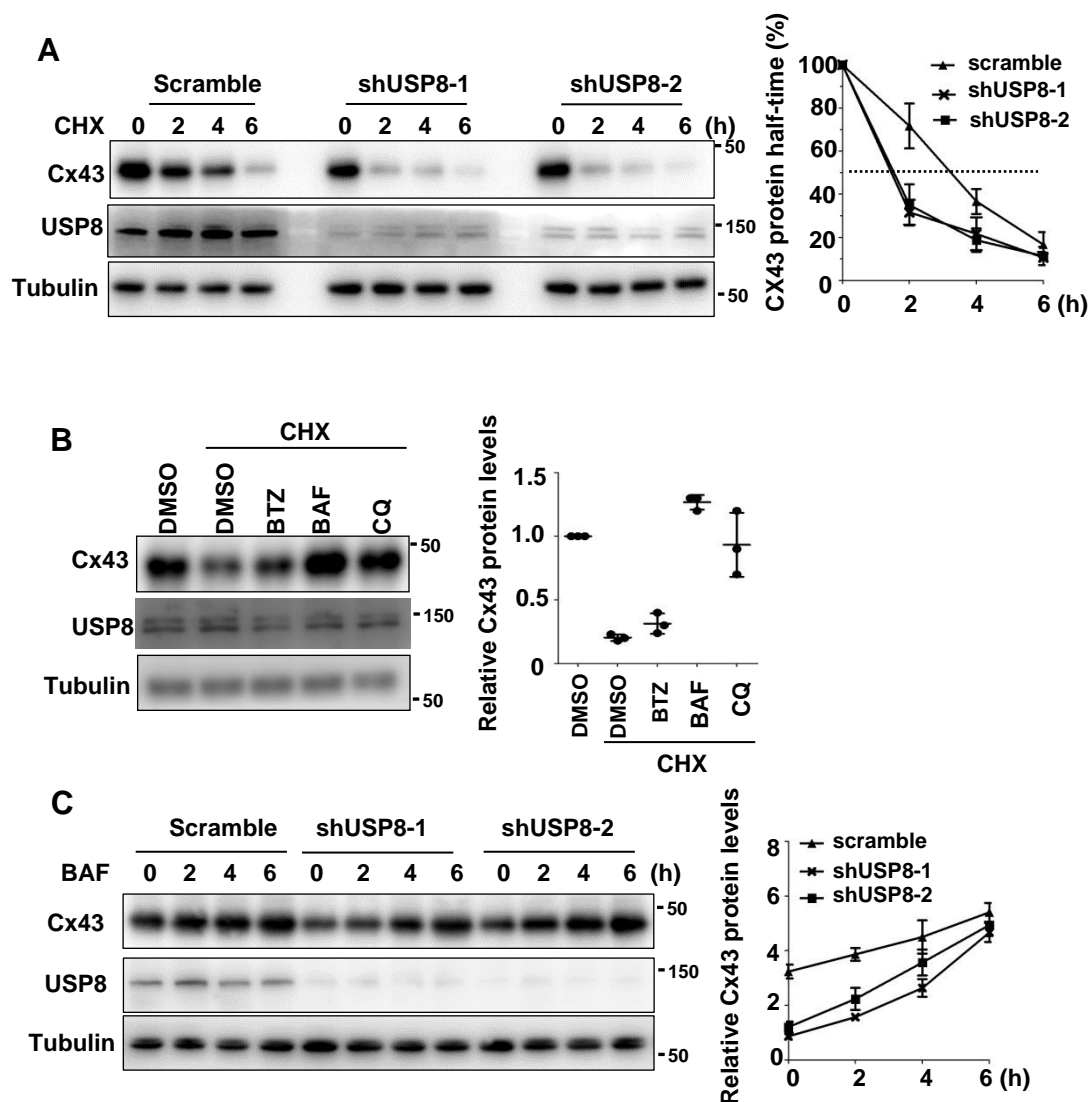 A
Scramble shUSP8-1 shUSP8-2
CHX 0 2 4 6 0 2 4 6 0 2 4 6 (h)
Cx43 50
USP8 150
Tubulin 50
CX43 protein half-time (%)
100
80
60
40
20
0
0 2 4 6 (h)
scramble
shUSP8-1
shUSP8-2
B
CHX
DMSO DMSO BTZ BAF CQ
Cx43 50
USP8 150
Tubulin 50
Relative Cx43 protein levels
1.5
1.0
0.5
0
DMSO DMSO BTZ BAF CQ
CHX
C
Scramble shUSP8-1 shUSP8-2
BAF 0 2 4 6 0 2 4 6 0 2 4 6 (h)
Cx43 50
USP8 150
Tubulin 50
Relative Cx43 protein levels
8
6
4
2
0
0 2 4 6 (h)
scramble
shUSP8-1
shUSP8-2